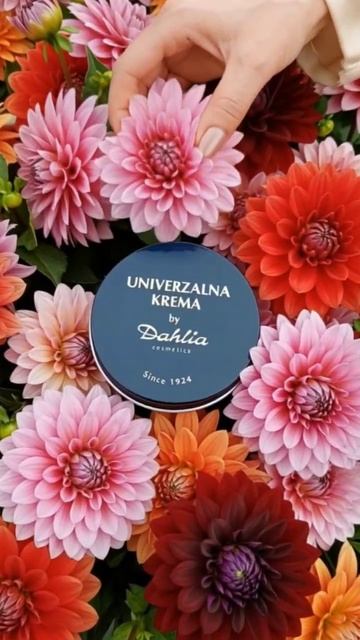 UNIVERZALNA
KREMA
by
Dahlia
cosmetics
Since 1924